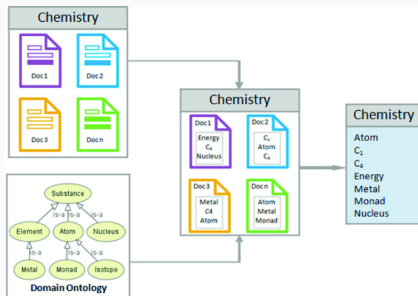 Chemistry
Doc1
Doc2
Doc3
Docn
Substance
is-a
is-a
is-a
Element
Atom
Nucleus
is-a
is-a
is-a
Metal
Monad
Isotope
Domain Ontology
Chemistry
Doc1
Energy
C₄
Nucleus
Doc2
C₁
Atom
C₄
Doc3
Metal
C4
Atom
Docn
Atom
Metal
Monad
Chemistry
Atom
C₁
C₄
Energy
Metal
Monad
Nucleus